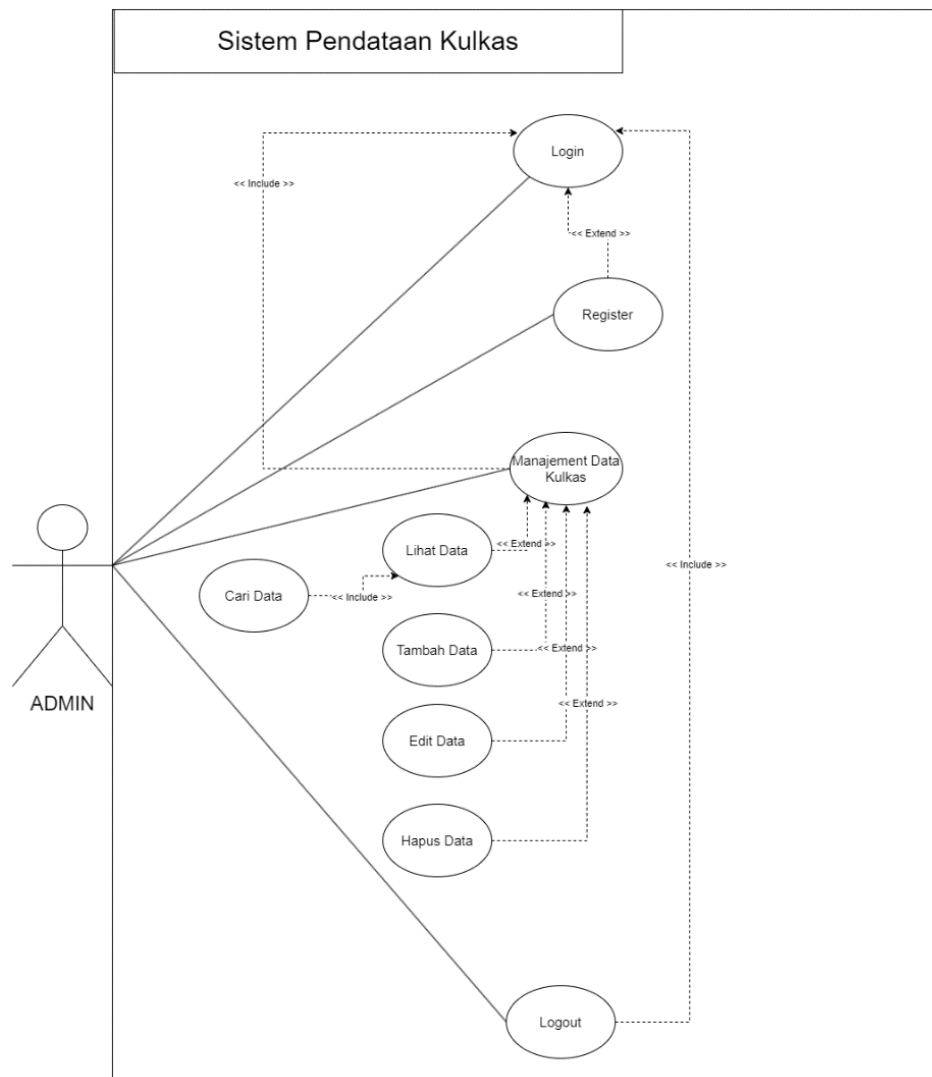 Sistem Pendataan Kulkas
Login
<< Include >>
<< Extend >>
Register
Manajement Data
Kulkas
Lihat Data
<< Extend >>
<< Include >>
Cari Data
<< Include >>
<< Extend >>
Tambah Data
<< Extend >>
ADMIN
<< Extend >>
Edit Data
Hapus Data
Logout